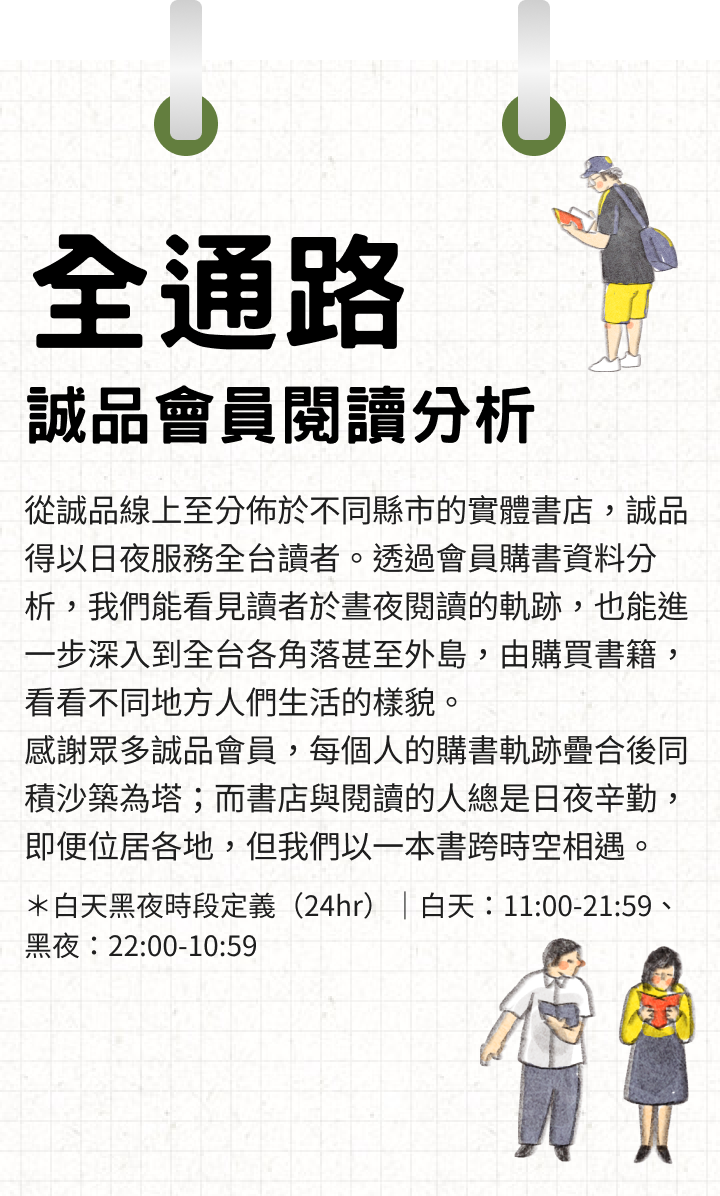 全通路
誠品會員閱讀分析
從誠品線上至分佈於不同縣市的實體書店，誠品
得以日夜服務全台讀者。透過會員購書資料分
析，我們能看見讀者於晝夜閱讀的軌跡，也能進
一步深入到全台各角落甚至外島，由購買書籍，
看看不同地方人們生活的樣貌。
感謝眾多誠品會員，每個人的購書軌跡疊合後同
積沙築為塔；而書店與閱讀的人總是日夜辛勤，
即便位居各地，但我們以一本書跨時空相遇。
＊白天黑夜時段定義（24hr）｜白天：11:00-21:59、
黑夜：22:00-10:59